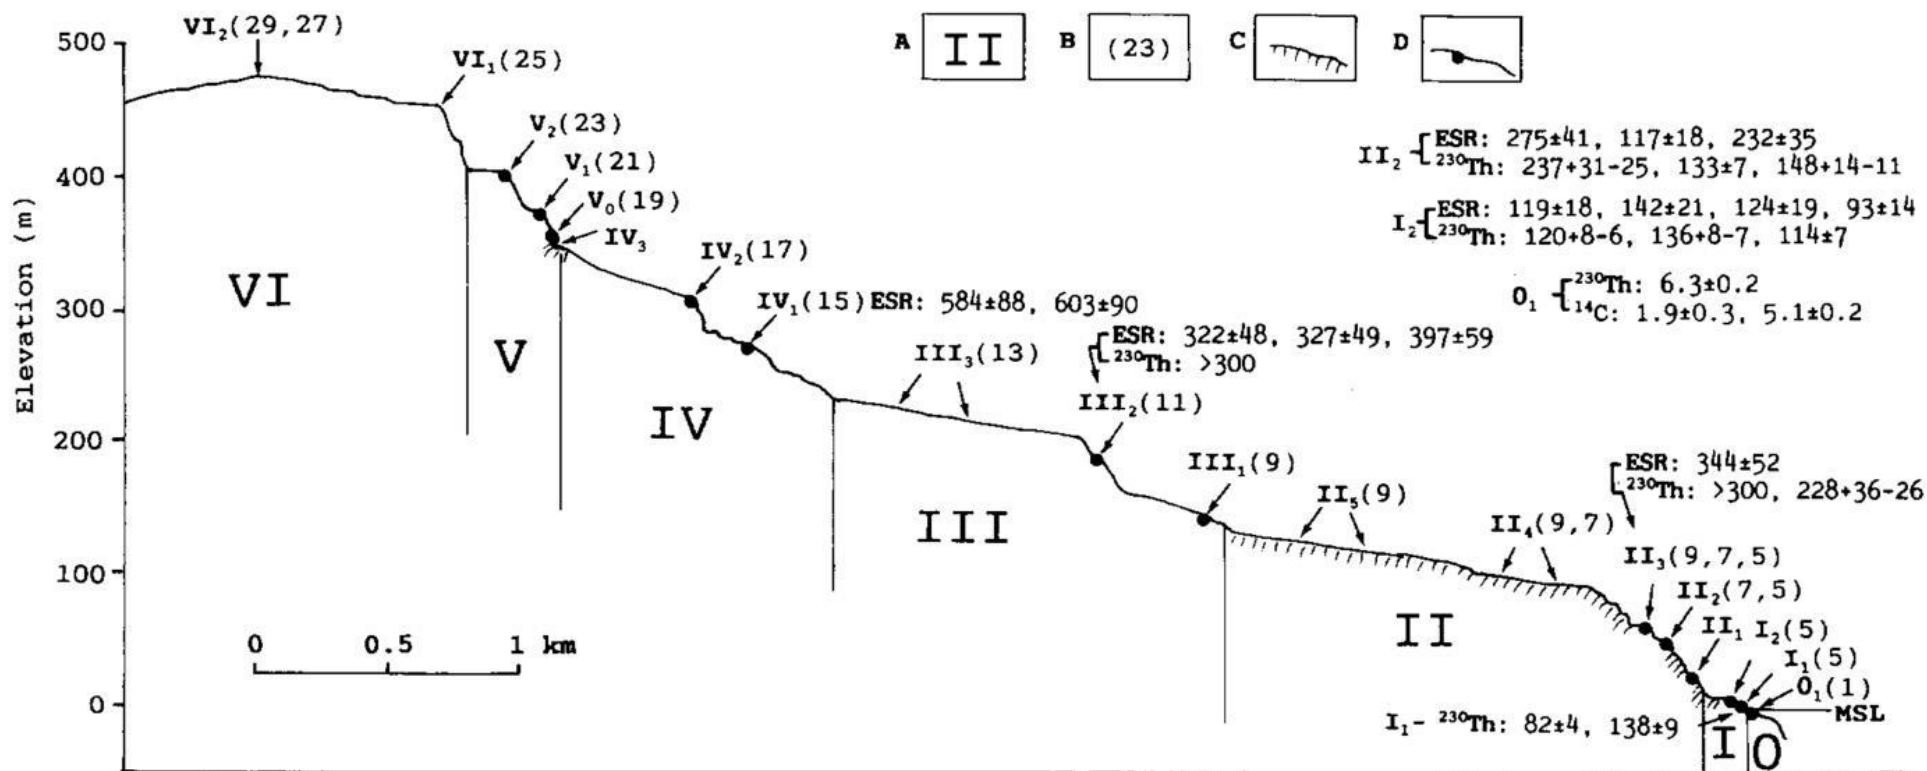 VI₂(29,27)
VI₁(25)
A II B (23) C D
V₂(23)
V₁(21)
V₀(19)
IV₃
IV₂(17)
IV₁(15) ESR: 584±88, 603±90
III₃(13)
ESR: 322±48, 327±49, 397±59
²³⁰Th: >300
III₂(11)
III₁(9)
II₅(9)
II₄(9,7)
ESR: 344±52
²³⁰Th: >300, 228+36-26
II₃(9,7,5)
II₂(7,5)
II₁ I₂(5)
I₁(5)
O₁(1)
MSL
II₂ ESR: 275±41, 117±18, 232±35
²³⁰Th: 237+31-25, 133±7, 148+14-11
I₂ ESR: 119±18, 142±21, 124±19, 93±14
²³⁰Th: 120+8-6, 136+8-7, 114±7
O₁ ²³⁰Th: 6.3±0.2
¹⁴C: 1.9±0.3, 5.1±0.2
I₁- ²³⁰Th: 82±4, 138±9
VI
V
IV
III
II
I
O
Elevation (m)
500
400
300
200
100
0
0 0.5 1 km